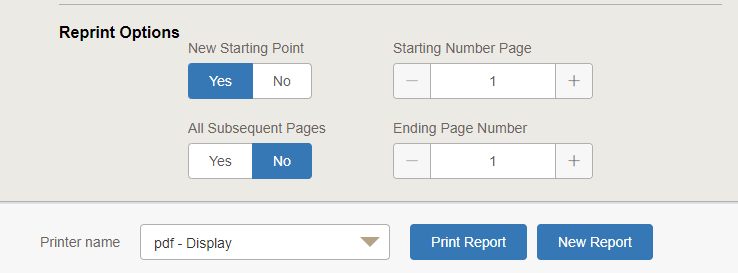 Reprint Options
New Starting Point
Starting Number Page
Yes No
− 1 +
All Subsequent Pages
Ending Page Number
Yes No
− 1 +
Printer name
pdf - Display
Print Report
New Report